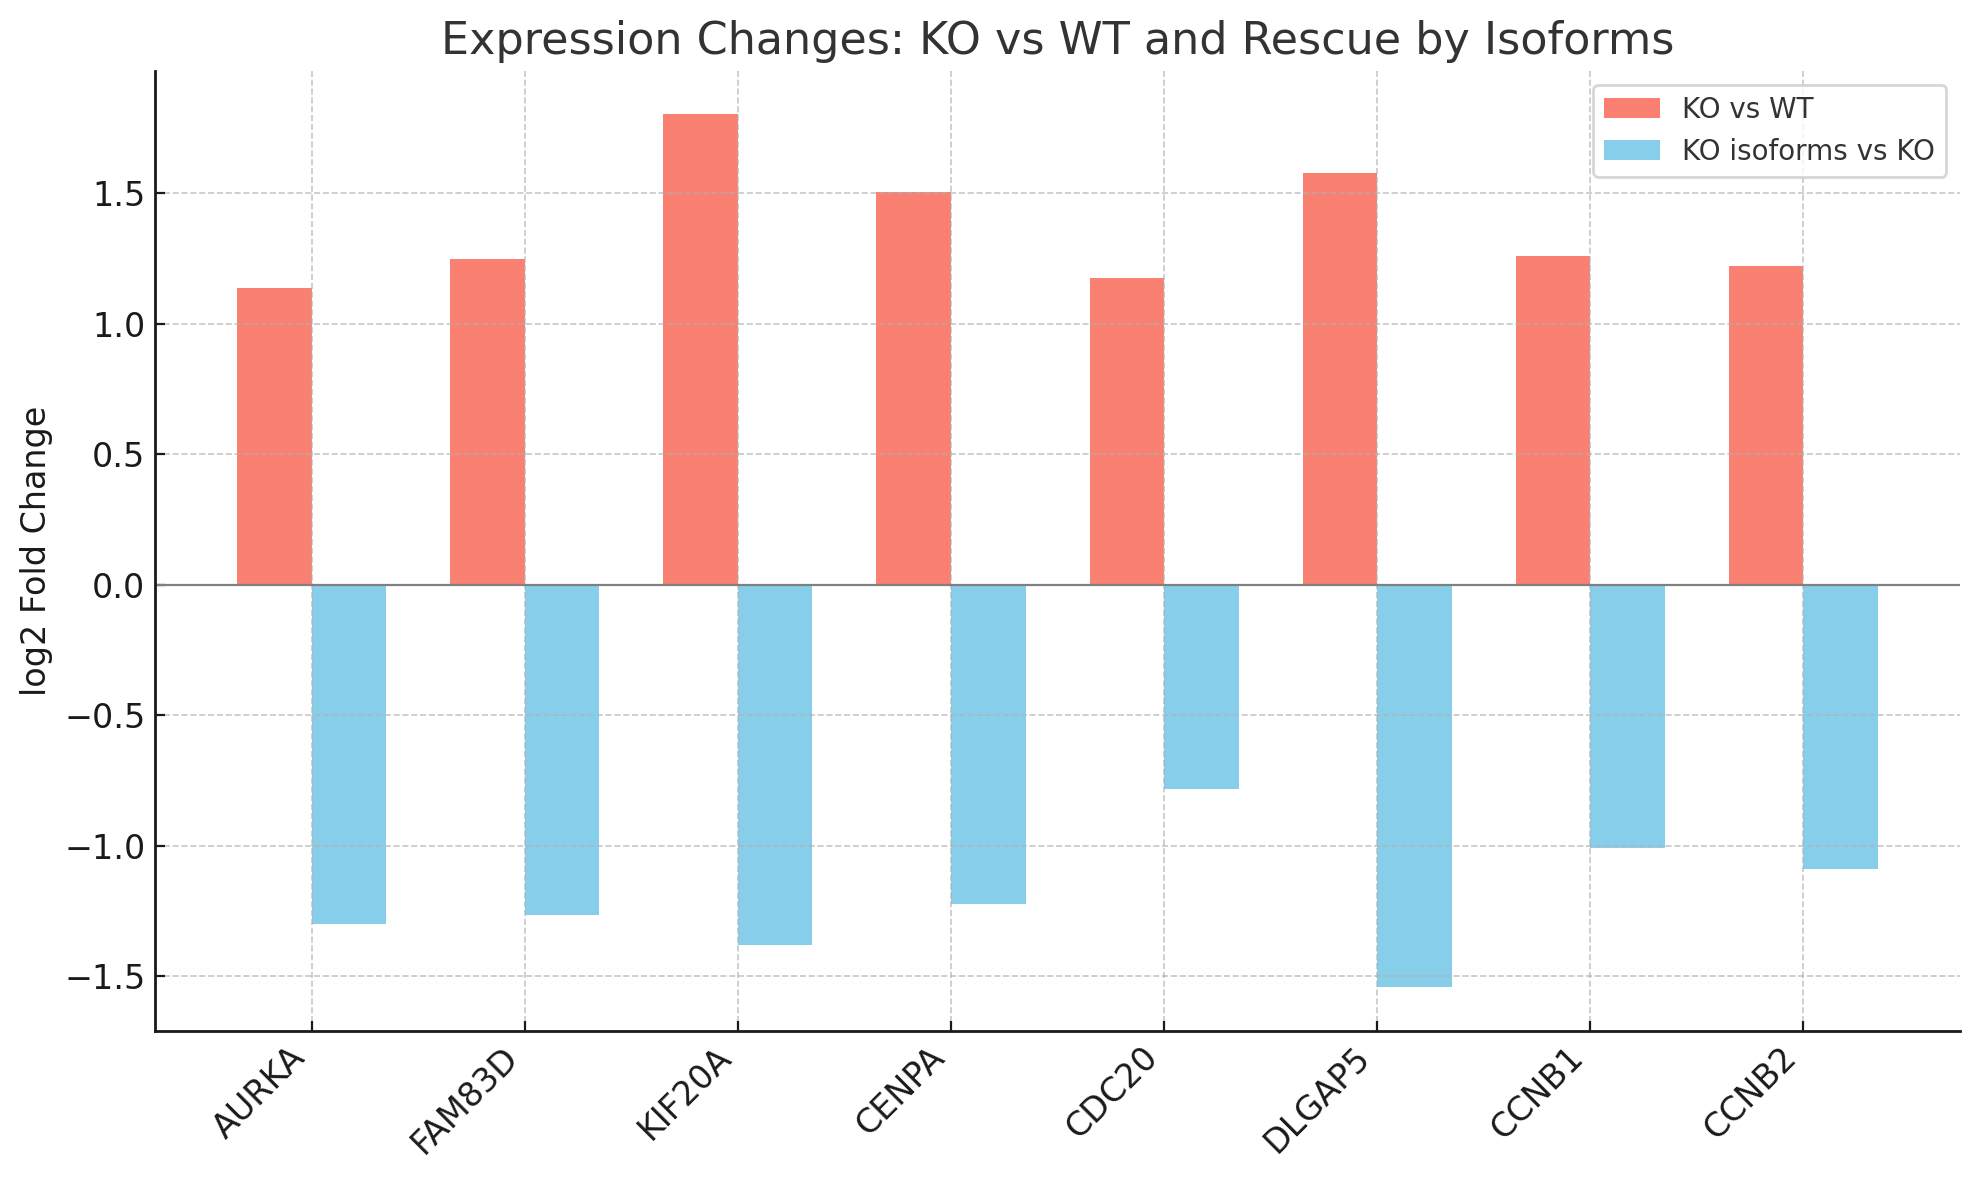 Expression Changes: KO vs WT and Rescue by Isoforms
KO vs WT
KO isoforms vs KO
log2 Fold Change
1.5
1.0
0.5
0.0
−0.5
−1.0
−1.5
AURKA
FAM83D
KIF20A
CENPA
CDC20
DLGAP5
CCNB1
CCNB2